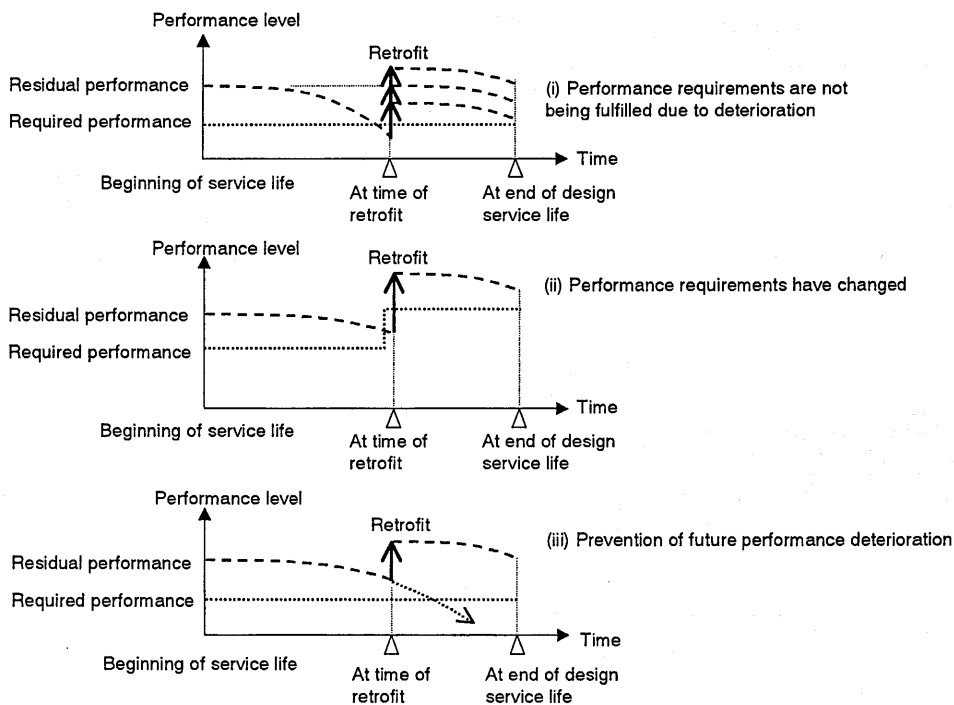 Performance level
Retrofit
Residual performance
(i) Performance requirements are not
being fulfilled due to deterioration
Required performance
Time
Beginning of service life
At time of
retrofit
At end of design
service life
Performance level
Retrofit
(ii) Performance requirements have changed
Residual performance
Required performance
Time
Beginning of service life
At time of
retrofit
At end of design
service life
Performance level
Retrofit
(iii) Prevention of future performance deterioration
Residual performance
Required performance
Time
Beginning of service life
At time of
retrofit
At end of design
service life